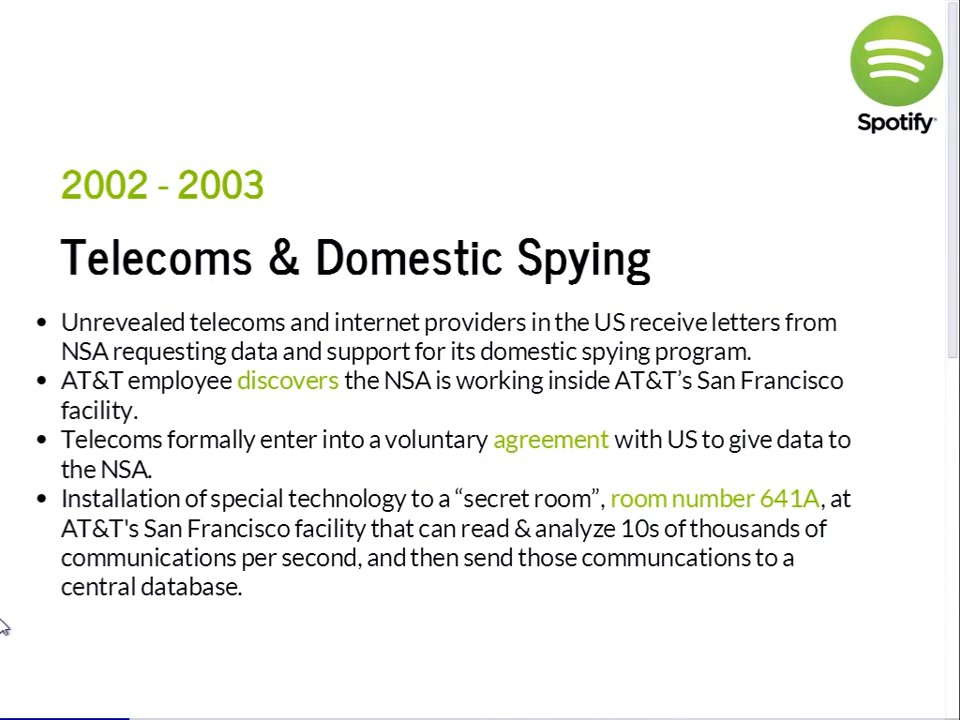 Spotify
2002 - 2003
Telecoms & Domestic Spying
• Unrevealed telecoms and internet providers in the US receive letters from
NSA requesting data and support for its domestic spying program.
• AT&T employee discovers the NSA is working inside AT&T’s San Francisco
facility.
• Telecoms formally enter into a voluntary agreement with US to give data to
the NSA.
• Installation of special technology to a “secret room”, room number 641A, at
AT&T's San Francisco facility that can read & analyze 10s of thousands of
communications per second, and then send those communcations to a
central database.